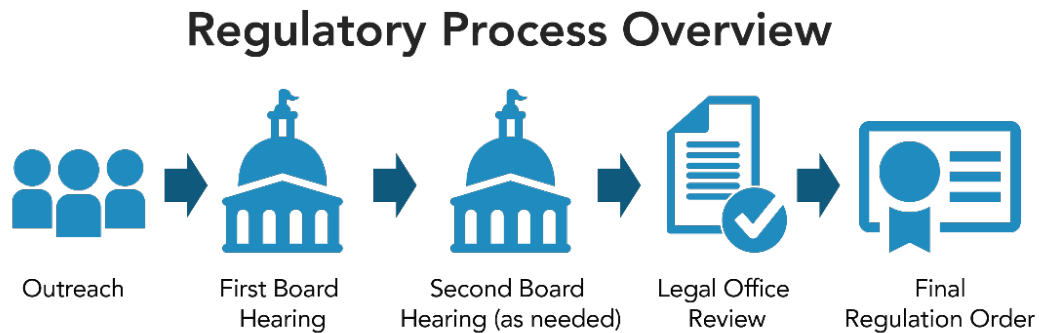 Regulatory Process Overview
Outreach
First Board
Hearing
Second Board
Hearing (as needed)
Legal Office
Review
Final
Regulation Order